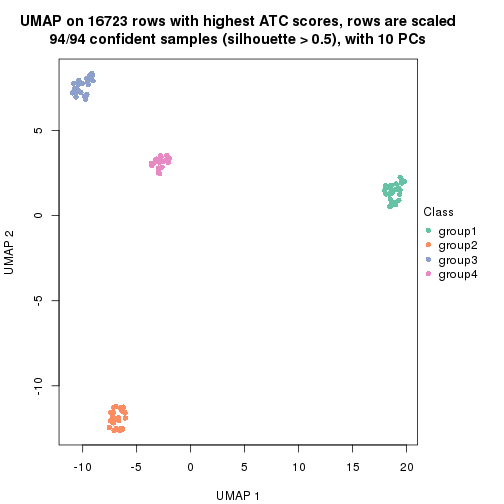 UMAP on 16723 rows with highest ATC scores, rows are scaled
94/94 confident samples (silhouette > 0.5), with 10 PCs
5
0
-5
-10
UMAP 2
Class
group1
group2
group3
group4
-10 -5 0 5 10 15 20
UMAP 1